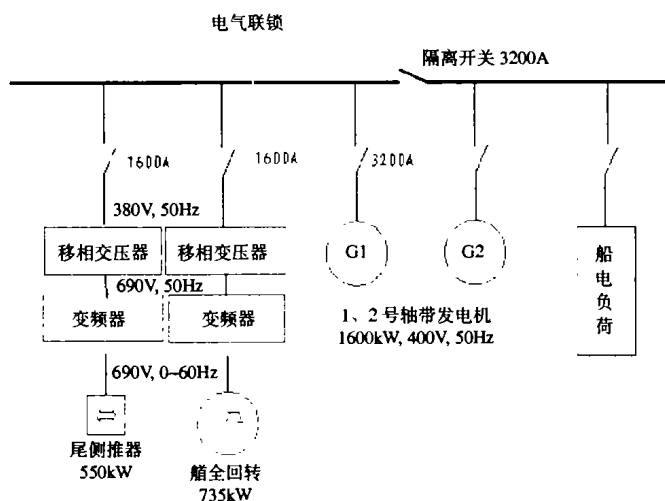 电气联锁
隔离开关 3200A
1600A
1600A
3200A
380V, 50Hz
移相变压器
移相变压器
G1
G2
船电负荷
690V, 50Hz
变频器
变频器
1、2 号轴带发电机
1600kW, 400V, 50Hz
690V, 0~60Hz
尾侧推器
550kW
艏全回转
735kW